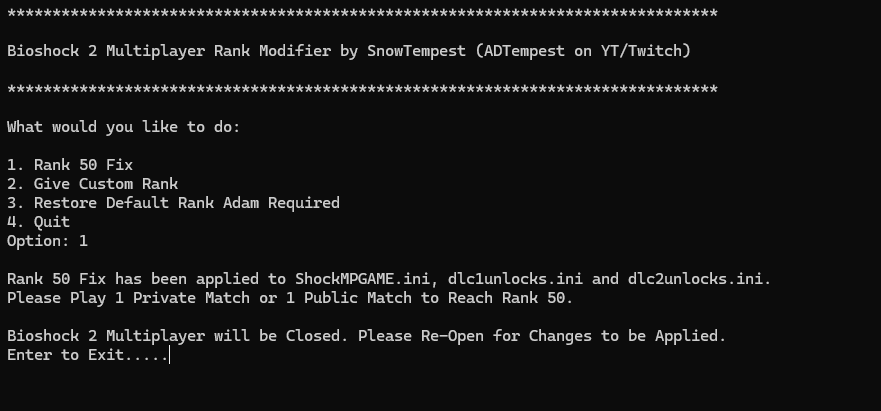 *******************************************************************************
Bioshock 2 Multiplayer Rank Modifier by SnowTempest (ADTempest on YT/Twitch)
*******************************************************************************
What would you like to do:
1. Rank 50 Fix
2. Give Custom Rank
3. Restore Default Rank Adam Required
4. Quit
Option: 1
Rank 50 Fix has been applied to ShockMPGAME.ini, dlc1unlocks.ini and dlc2unlocks.ini.
Please Play 1 Private Match or 1 Public Match to Reach Rank 50.
Bioshock 2 Multiplayer will be Closed. Please Re-Open for Changes to be Applied.
Enter to Exit.....